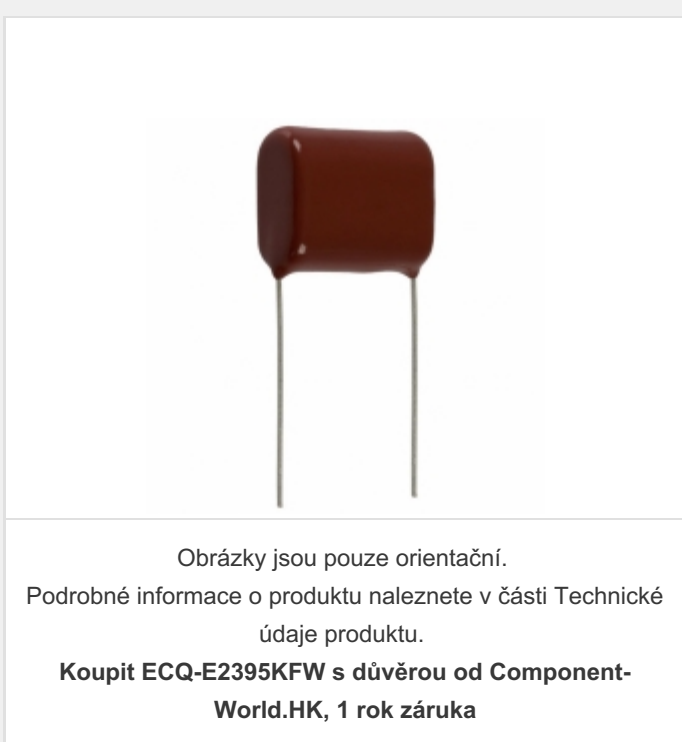 Obrázky jsou pouze orientační.
Podrobné informace o produktu naleznete v části Technické
údaje produktu.
Koupit ECQ-E2395KFW s důvěrou od Component-
World.HK, 1 rok záruka